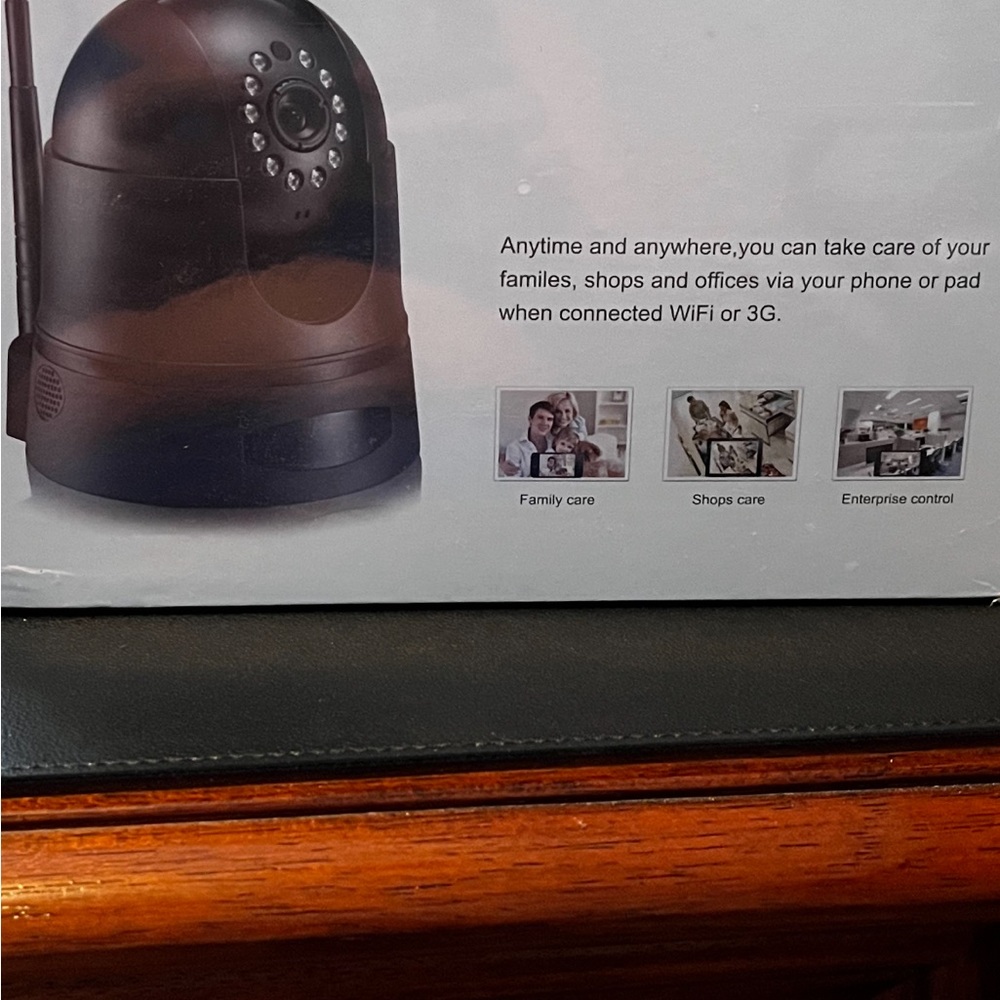 Anytime and anywhere,you can take care of your
familes, shops and offices via your phone or pad
when connected WiFi or 3G.
Family care
Shops care
Enterprise control